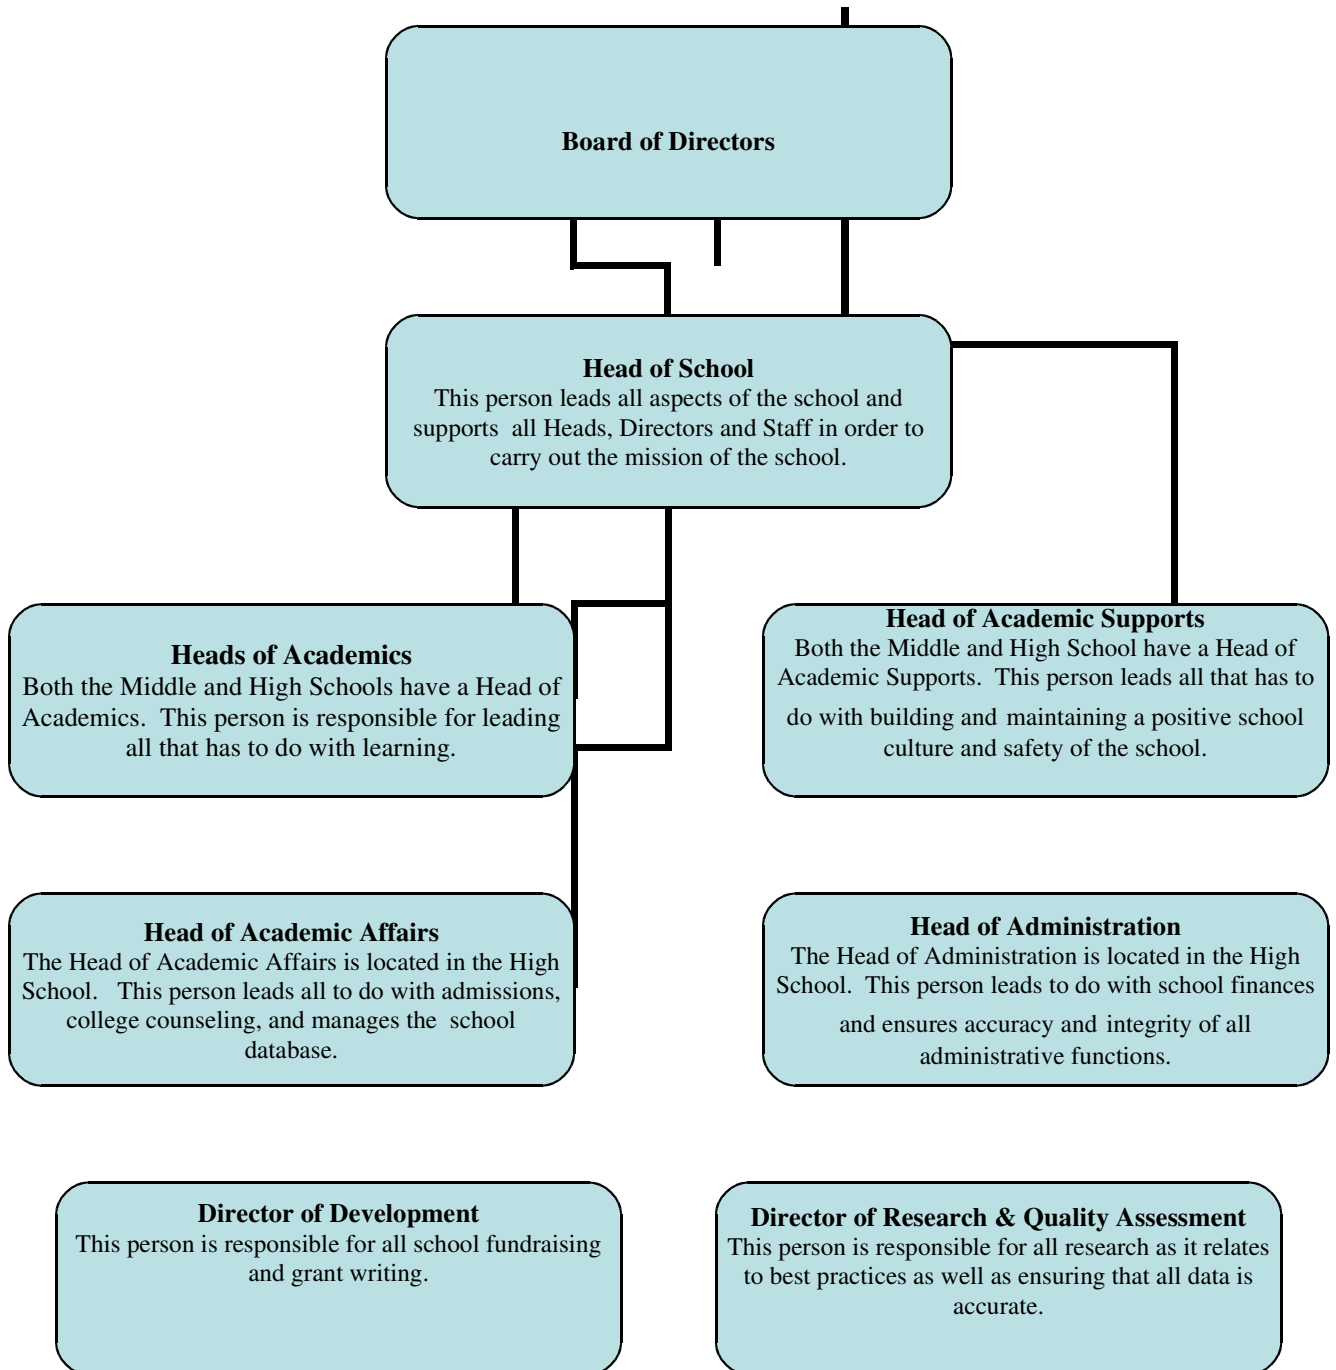 Board of Directors
Head of School
This person leads all aspects of the school and
supports  all Heads, Directors and Staff in order to
carry out the mission of the school.
Heads of Academics
Both the Middle and High Schools have a Head of
Academics.  This person is responsible for leading
all that has to do with learning.
Head of Academic Supports
Both the Middle and High School have a Head of
Academic Supports.  This person leads all that has to
do with building and maintaining a positive school
culture and safety of the school.
Head of Academic Affairs
The Head of Academic Affairs is located in the High
School.   This person leads all to do with admissions,
college counseling, and manages the  school
database.
Head of Administration
The Head of Administration is located in the High
School.  This person leads to do with school finances
and ensures accuracy and integrity of all
administrative functions.
Director of Development
This person is responsible for all school fundraising
and grant writing.
Director of Research & Quality Assessment
This person is responsible for all research as it relates
to best practices as well as ensuring that all data is
accurate.